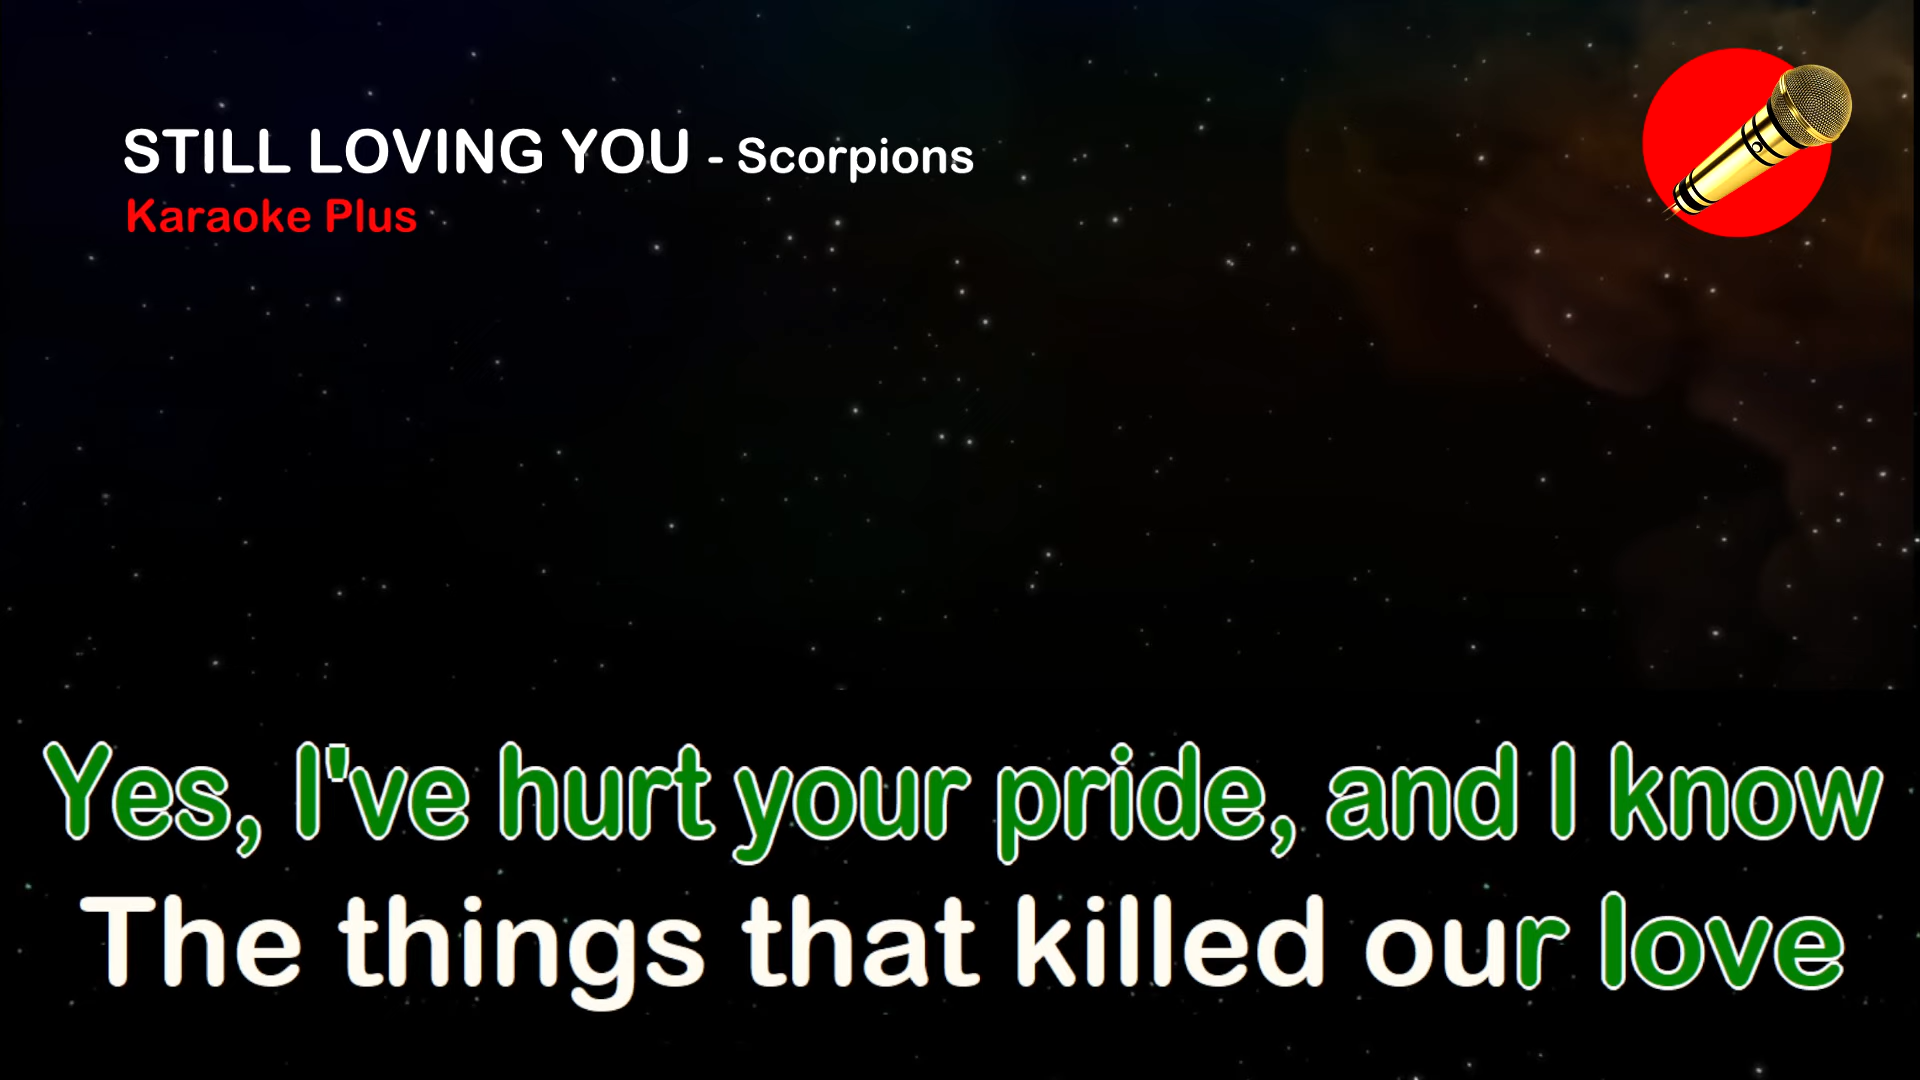 STILL LOVING YOU - Scorpions
Karaoke Plus
Yes, I've hurt your pride, and I know
The things that killed our love